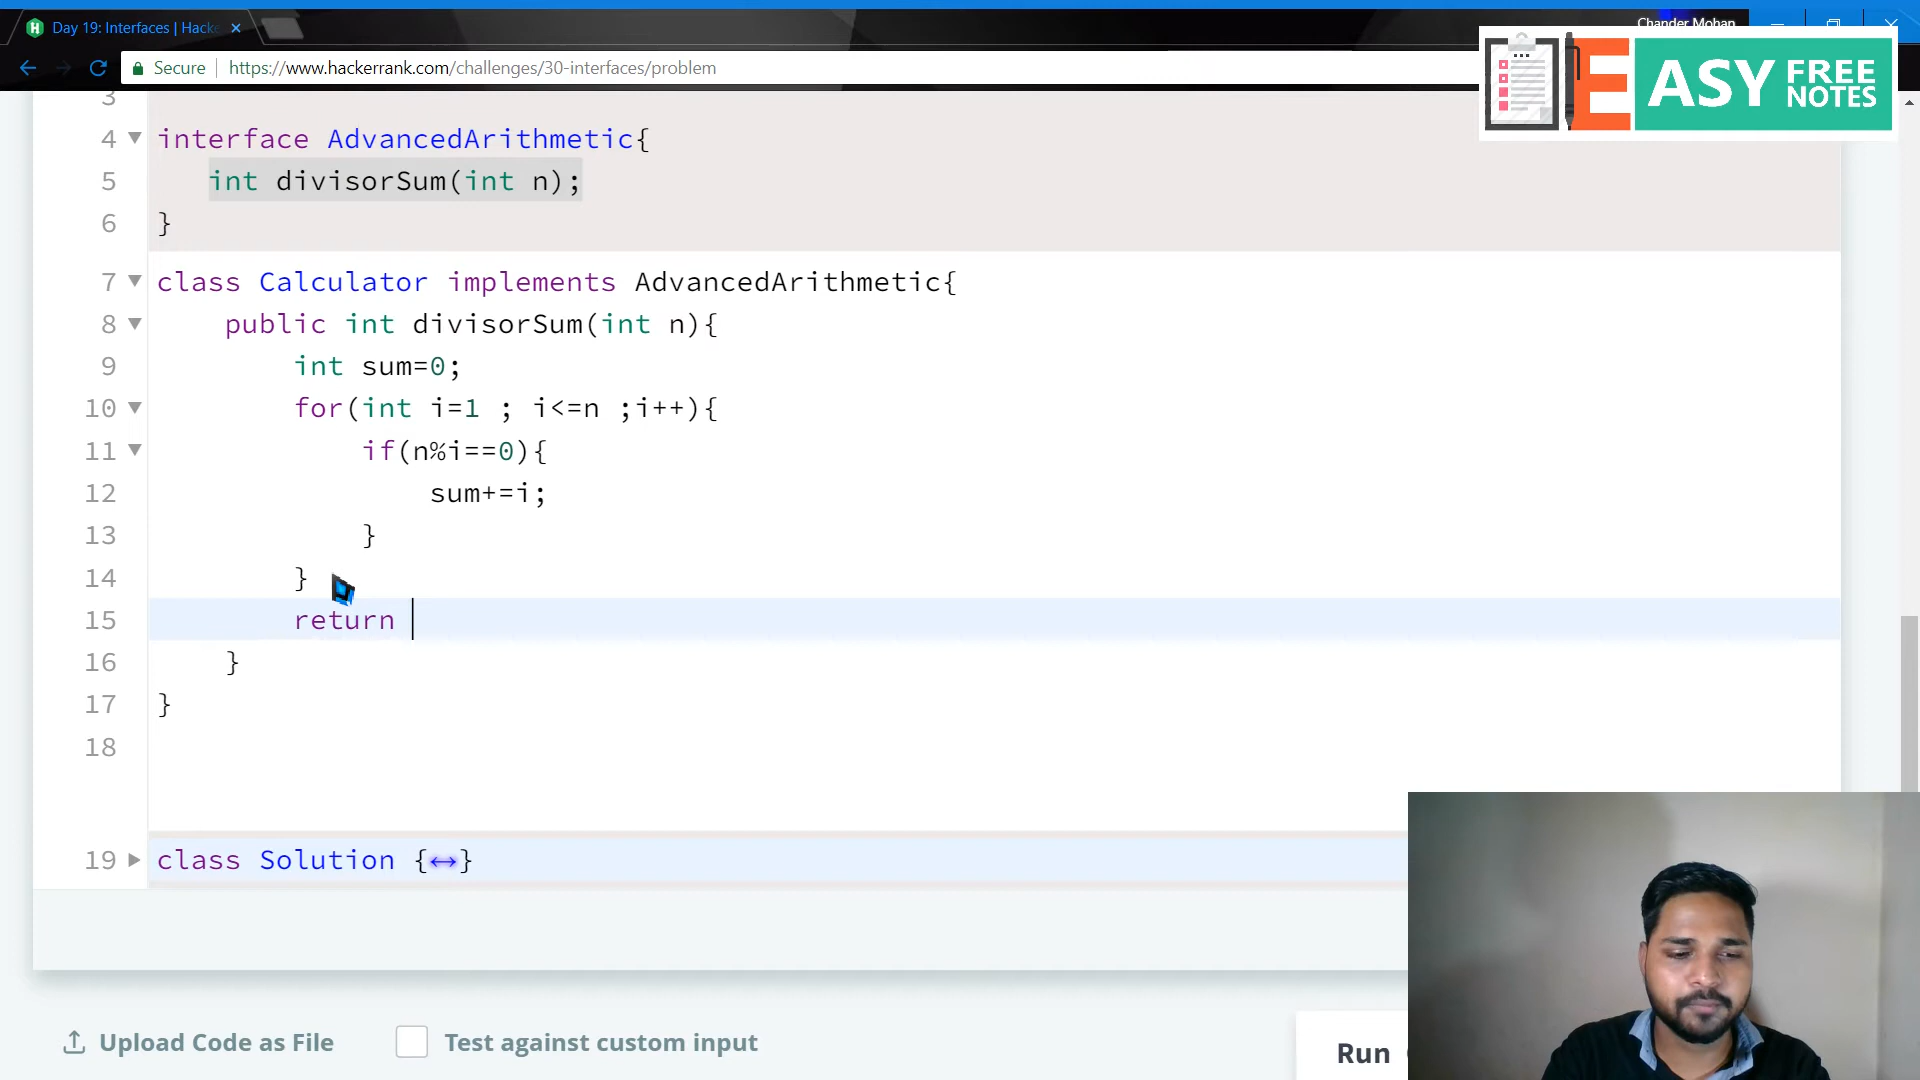 Day 19: Interfaces | Hack
Chander Mohan
Secure
https://www.hackerrank.com/challenges/30-interfaces/problem
EASY FREE NOTES
3
4 interface AdvancedArithmetic{
5 int divisorSum(int n);
6 }
7 class Calculator implements AdvancedArithmetic{
8 public int divisorSum(int n){
9 int sum=0;
10 for(int i=1 ; i<=n ;i++){
11 if(n%i==0){
12 sum+=i;
13 }
14 }
15 return
16 }
17 }
18
19 class Solution {↔}
Upload Code as File
Test against custom input
Run